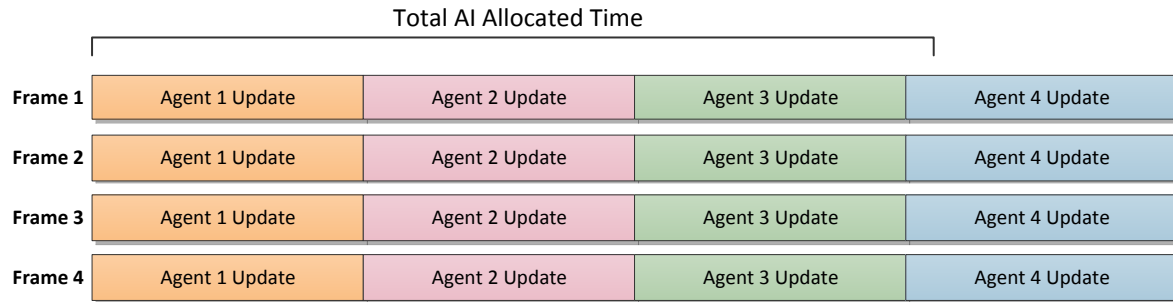 Total AI Allocated Time
Frame 1 Agent 1 Update Agent 2 Update Agent 3 Update Agent 4 Update
Frame 2 Agent 1 Update Agent 2 Update Agent 3 Update Agent 4 Update
Frame 3 Agent 1 Update Agent 2 Update Agent 3 Update Agent 4 Update
Frame 4 Agent 1 Update Agent 2 Update Agent 3 Update Agent 4 Update